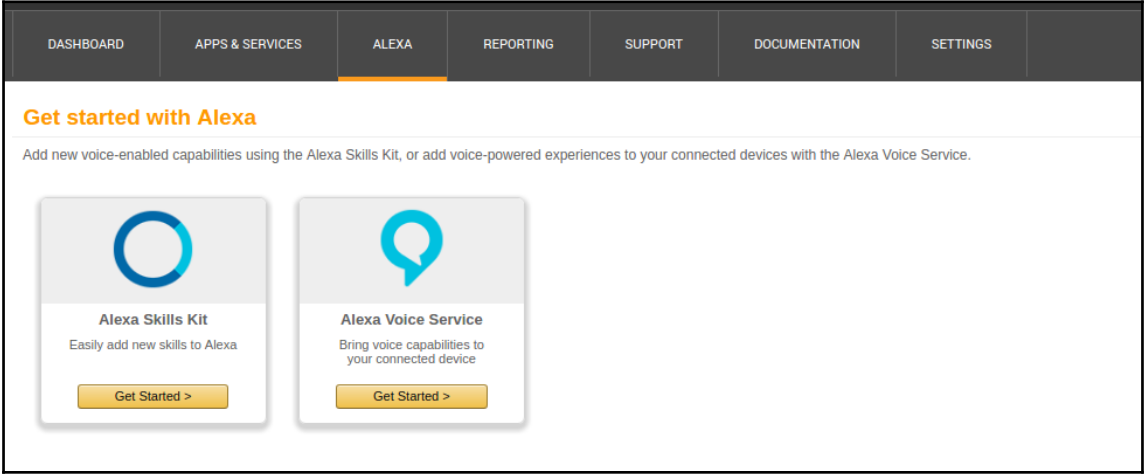 DASHBOARD APPS & SERVICES ALEXA REPORTING SUPPORT DOCUMENTATION SETTINGS
Get started with Alexa
Add new voice-enabled capabilities using the Alexa Skills Kit, or add voice-powered experiences to your connected devices with the Alexa Voice Service.
Alexa Skills Kit
Easily add new skills to Alexa
Get Started >
Alexa Voice Service
Bring voice capabilities to
your connected device
Get Started >